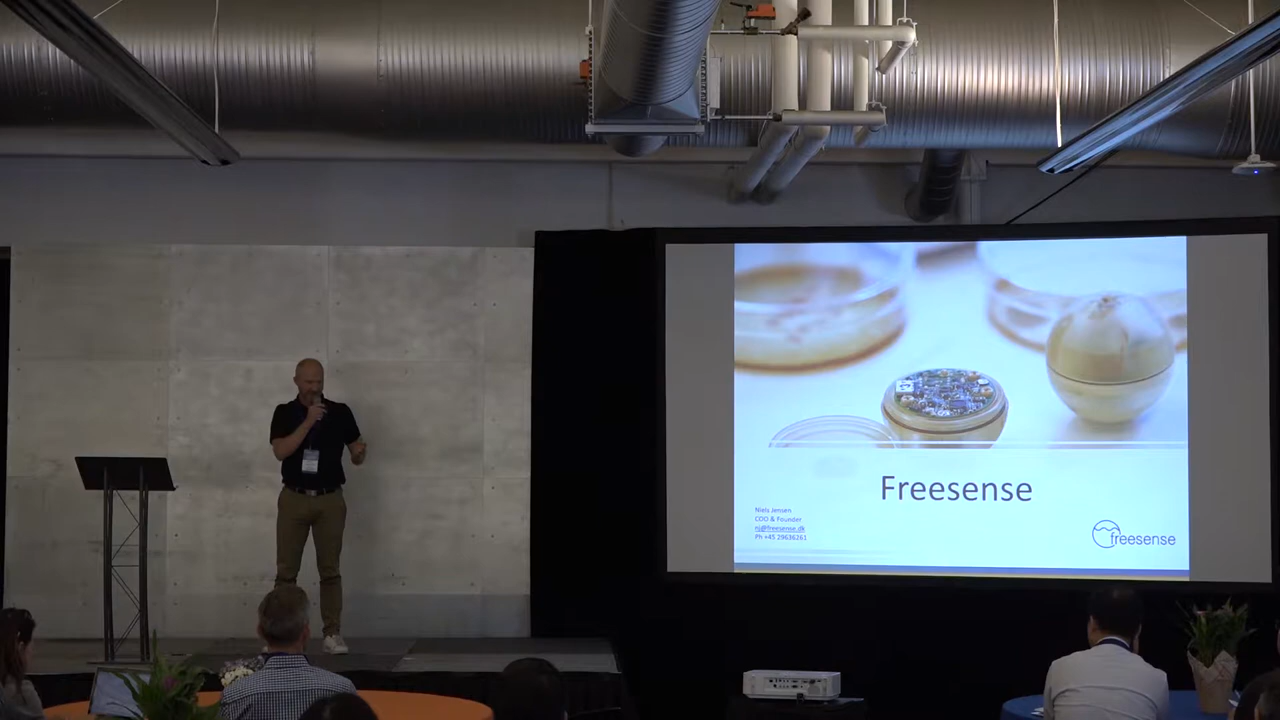 Freesense
Niels Jensen
COO & Founder
nj@freesense.dk
Ph +45 29636261
freesense